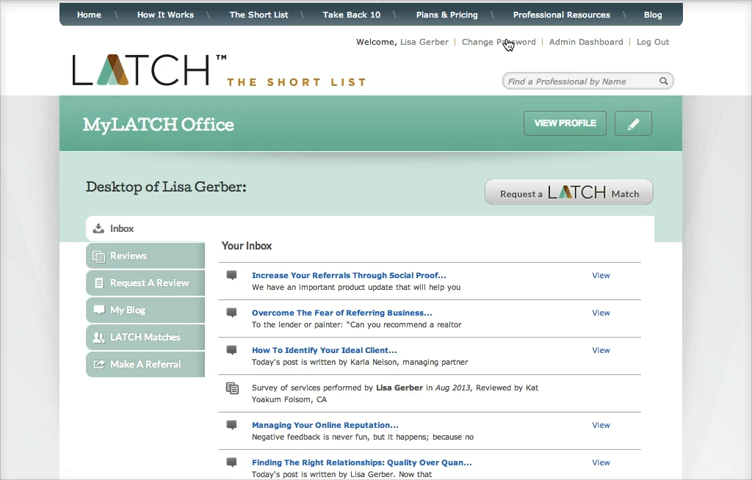 Home \ How It Works \ The Short List \ Take Back 10 \ Plans & Pricing \ Professional Resources \ Blog
Welcome, Lisa Gerber | Change Password | Admin Dashboard | Log Out
LATCH™ THE SHORT LIST
Find a Professional by Name
MyLATCH Office
VIEW PROFILE
Desktop of Lisa Gerber:
Request a LATCH Match
Inbox
Reviews
Request A Review
My Blog
LATCH Matches
Make A Referral
Your Inbox
Increase Your Referrals Through Social Proof... View
We have an important product update that will help you
Overcome The Fear of Referring Business... View
To the lender or painter: “Can you recommend a realtor
How To Identify Your Ideal Client... View
Today's post is written by Karla Nelson, managing partner
Survey of services performed by Lisa Gerber in Aug 2013, Reviewed by Kat
Yoakum Folsom, CA
Managing Your Online Reputation... View
Negative feedback is never fun, but it happens; because no
Finding The Right Relationships: Quality Over Quan... View
Today's post is written by Lisa Gerber. Now that